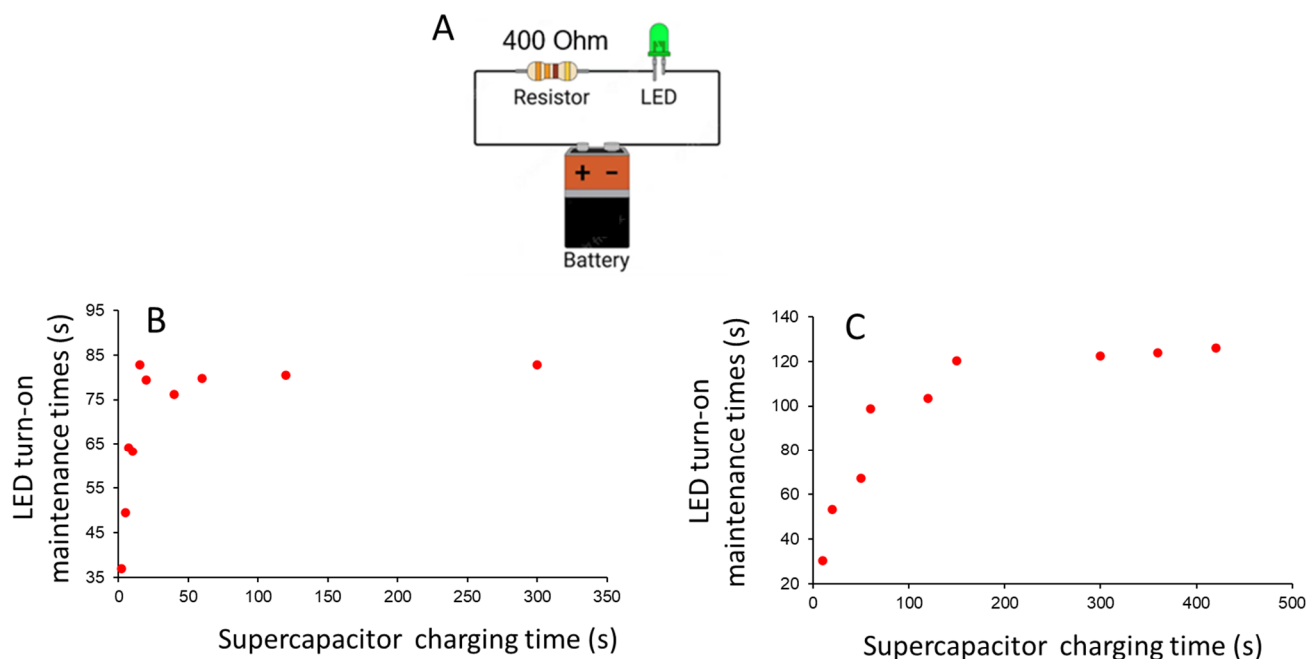 A
400 Ohm
Resistor
LED
+ −
Battery
B
LED turn-on
maintenance times (s)
95
85
75
65
55
45
35
0 50 100 150 200 250 300 350
Supercapacitor charging time (s)
C
LED turn-on
maintenance times (s)
140
120
100
80
60
40
20
0 100 200 300 400 500
Supercapacitor charging time (s)